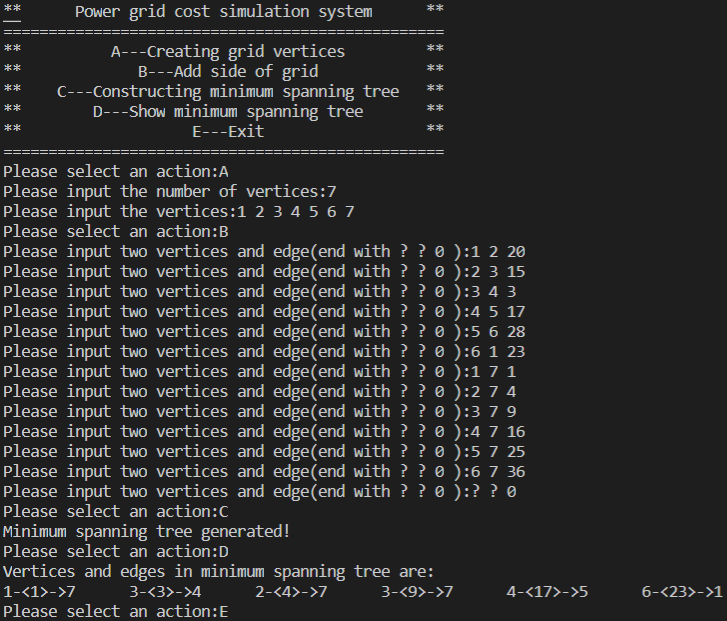 **      Power grid cost simulation system      **
=================================================
**          A---Creating grid vertices         **
**             B---Add side of grid            **
**    C---Constructing minimum spanning tree   **
**        D---Show minimum spanning tree       **
**                   E---Exit                  **
=================================================
Please select an action:A
Please input the number of vertices:7
Please input the vertices:1 2 3 4 5 6 7
Please select an action:B
Please input two vertices and edge(end with ? ? 0 ):1 2 20
Please input two vertices and edge(end with ? ? 0 ):2 3 15
Please input two vertices and edge(end with ? ? 0 ):3 4 3
Please input two vertices and edge(end with ? ? 0 ):4 5 17
Please input two vertices and edge(end with ? ? 0 ):5 6 28
Please input two vertices and edge(end with ? ? 0 ):6 1 23
Please input two vertices and edge(end with ? ? 0 ):1 7 1
Please input two vertices and edge(end with ? ? 0 ):2 7 4
Please input two vertices and edge(end with ? ? 0 ):3 7 9
Please input two vertices and edge(end with ? ? 0 ):4 7 16
Please input two vertices and edge(end with ? ? 0 ):5 7 25
Please input two vertices and edge(end with ? ? 0 ):6 7 36
Please input two vertices and edge(end with ? ? 0 ):? ? 0
Please select an action:C
Minimum spanning tree generated!
Please select an action:D
Vertices and edges in minimum spanning tree are:
1-<1>->7      3-<3>->4      2-<4>->7      3-<9>->7      4-<17>->5      6-<23>->1
Please select an action:E